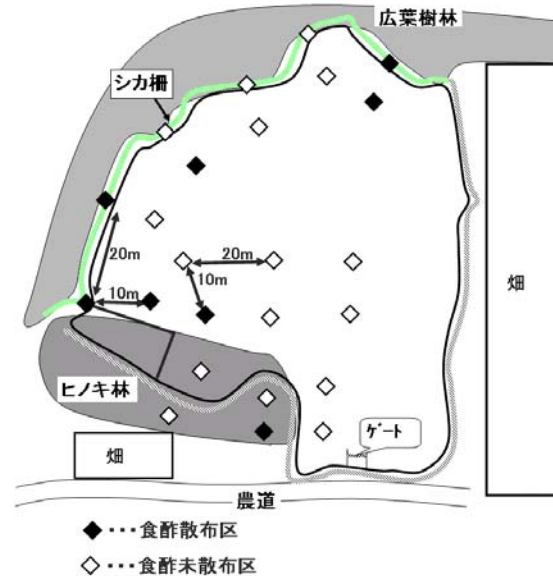 広葉樹林
シカ柵
20m
20m
10m
10m
畑
ヒノキ林
ゲート
畑
農道
◆・・・食酢散布区
◇・・・食酢未散布区